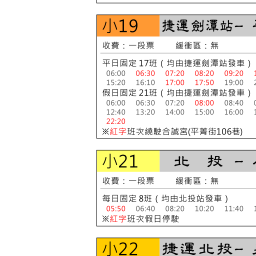 小19 捷運劍潭站-
收費：一段票 緩衝區：無
平日固定 17班（均由捷運劍潭站發車）
06:00 06:30 07:20 08:20 09:20
15:20 16:10 17:00 17:50 19:00
假日固定 21班（均由捷運劍潭站發車）
06:00 06:30 07:20 08:00 08:40
12:40 13:20 14:00 15:00 16:00
22:20
※紅字班次繞駛合誠宮(平菁街106巷)
小21 北 投-
收費：一段票 緩衝區：無
每日固定 8班（均由北投站發車）
05:50 06:40 08:20 10:20 11:40
※紅字班次假日停駛
小22 捷運北投-